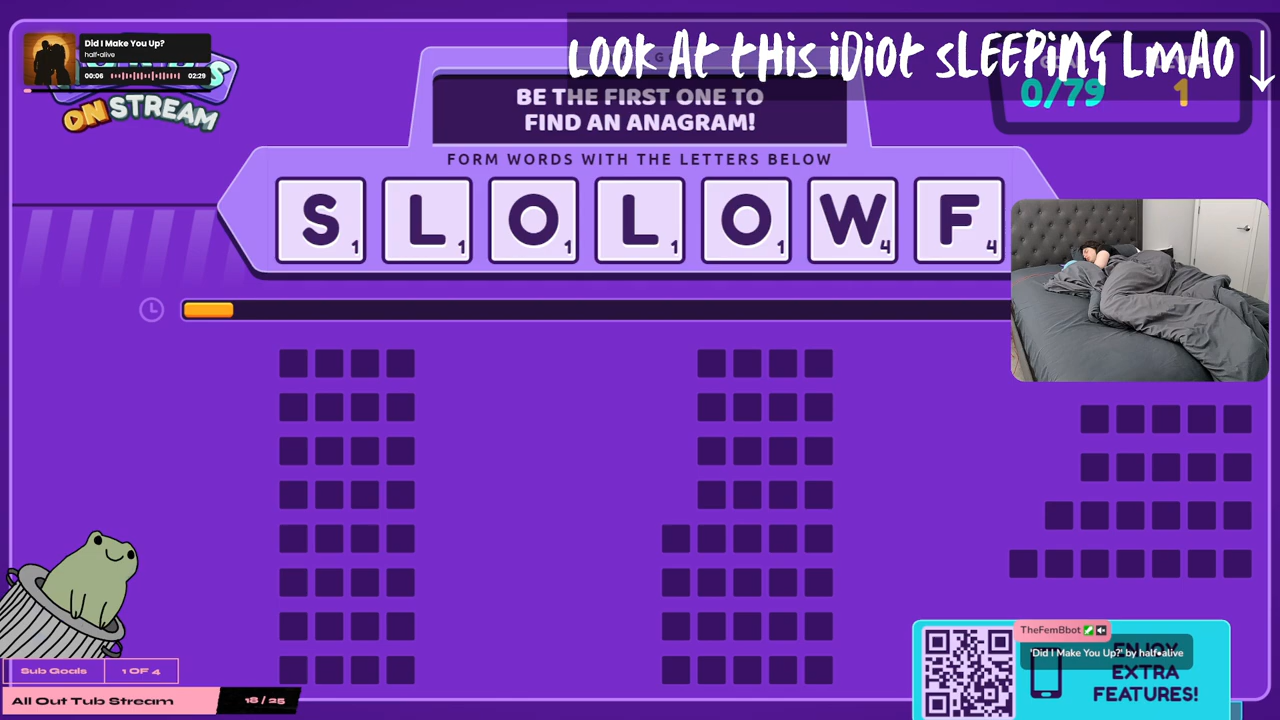 Did I Make You Up?
half•alive
00:06
02:29
ON STREAM
LOOK At tHis iDiot sLEEPiNG LmAO
0/79
1
BE THE FIRST ONE TO
FIND AN ANAGRAM!
FORM WORDS WITH THE LETTERS BELOW
S 1 L 1 O 1 L 1 O 1 W 4 F 4
Sub Goals 1 OF 4
All Out Tub Stream 18 / 25
TheFemBbot
'Did I Make You Up?' by half•alive
ENJOY
EXTRA
FEATURES!